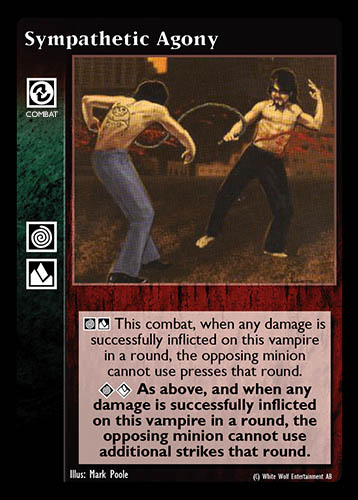 Sympathetic Agony
COMBAT
This combat, when any damage is
successfully inflicted on this vampire
in a round, the opposing minion
cannot use presses that round.
As above, and when any
damage is successfully inflicted
on this vampire in a round, the
opposing minion cannot use
additional strikes that round.
Illus: Mark Poole
(C) White Wolf Entertainment AB